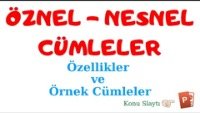 ÖZNEL - NESNEL
CÜMLELER
Özellikler
ve
Örnek Cümleler
Konu Slaytı
P